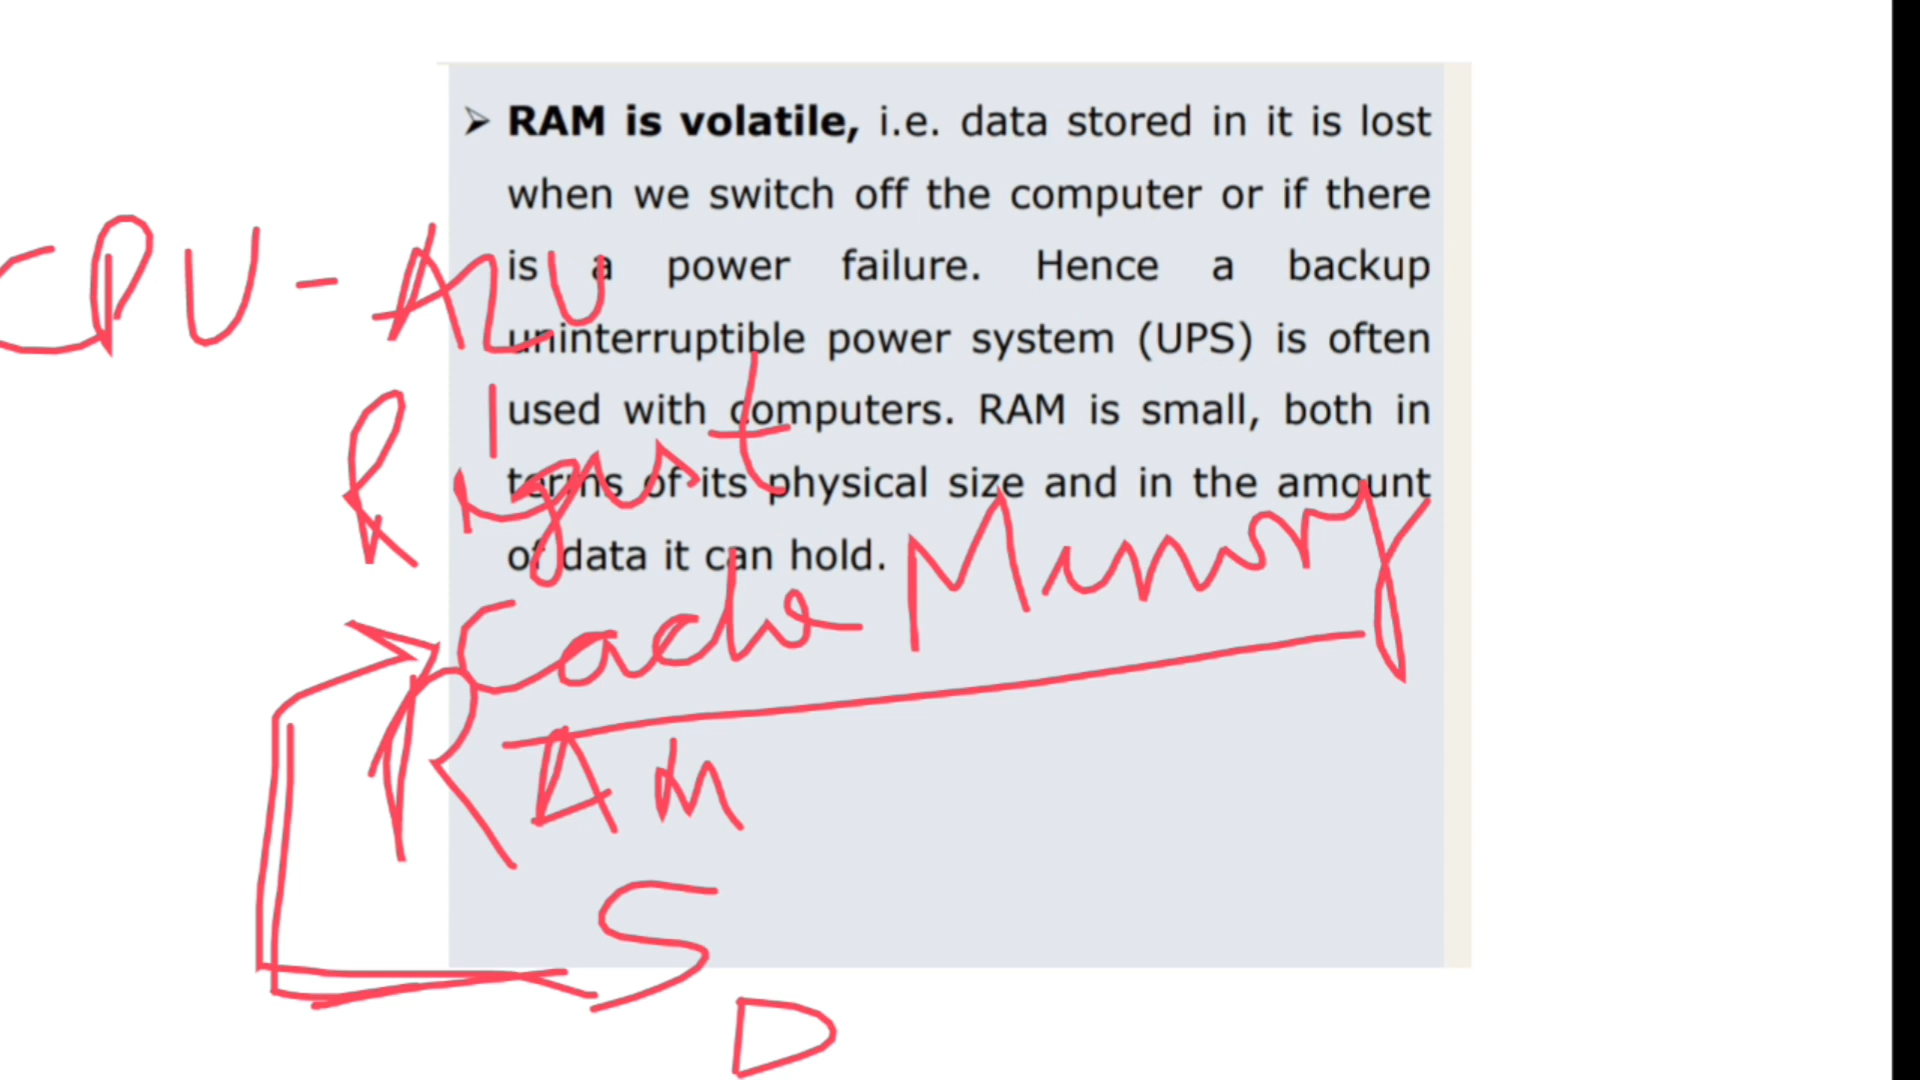 ➢ RAM is volatile, i.e. data stored in it is lost
when we switch off the computer or if there
is a power failure. Hence a backup
uninterruptible power system (UPS) is often
used with computers. RAM is small, both in
terms of its physical size and in the amount
of data it can hold.
CPU - ALU
Cache Memory
RAM
S
D